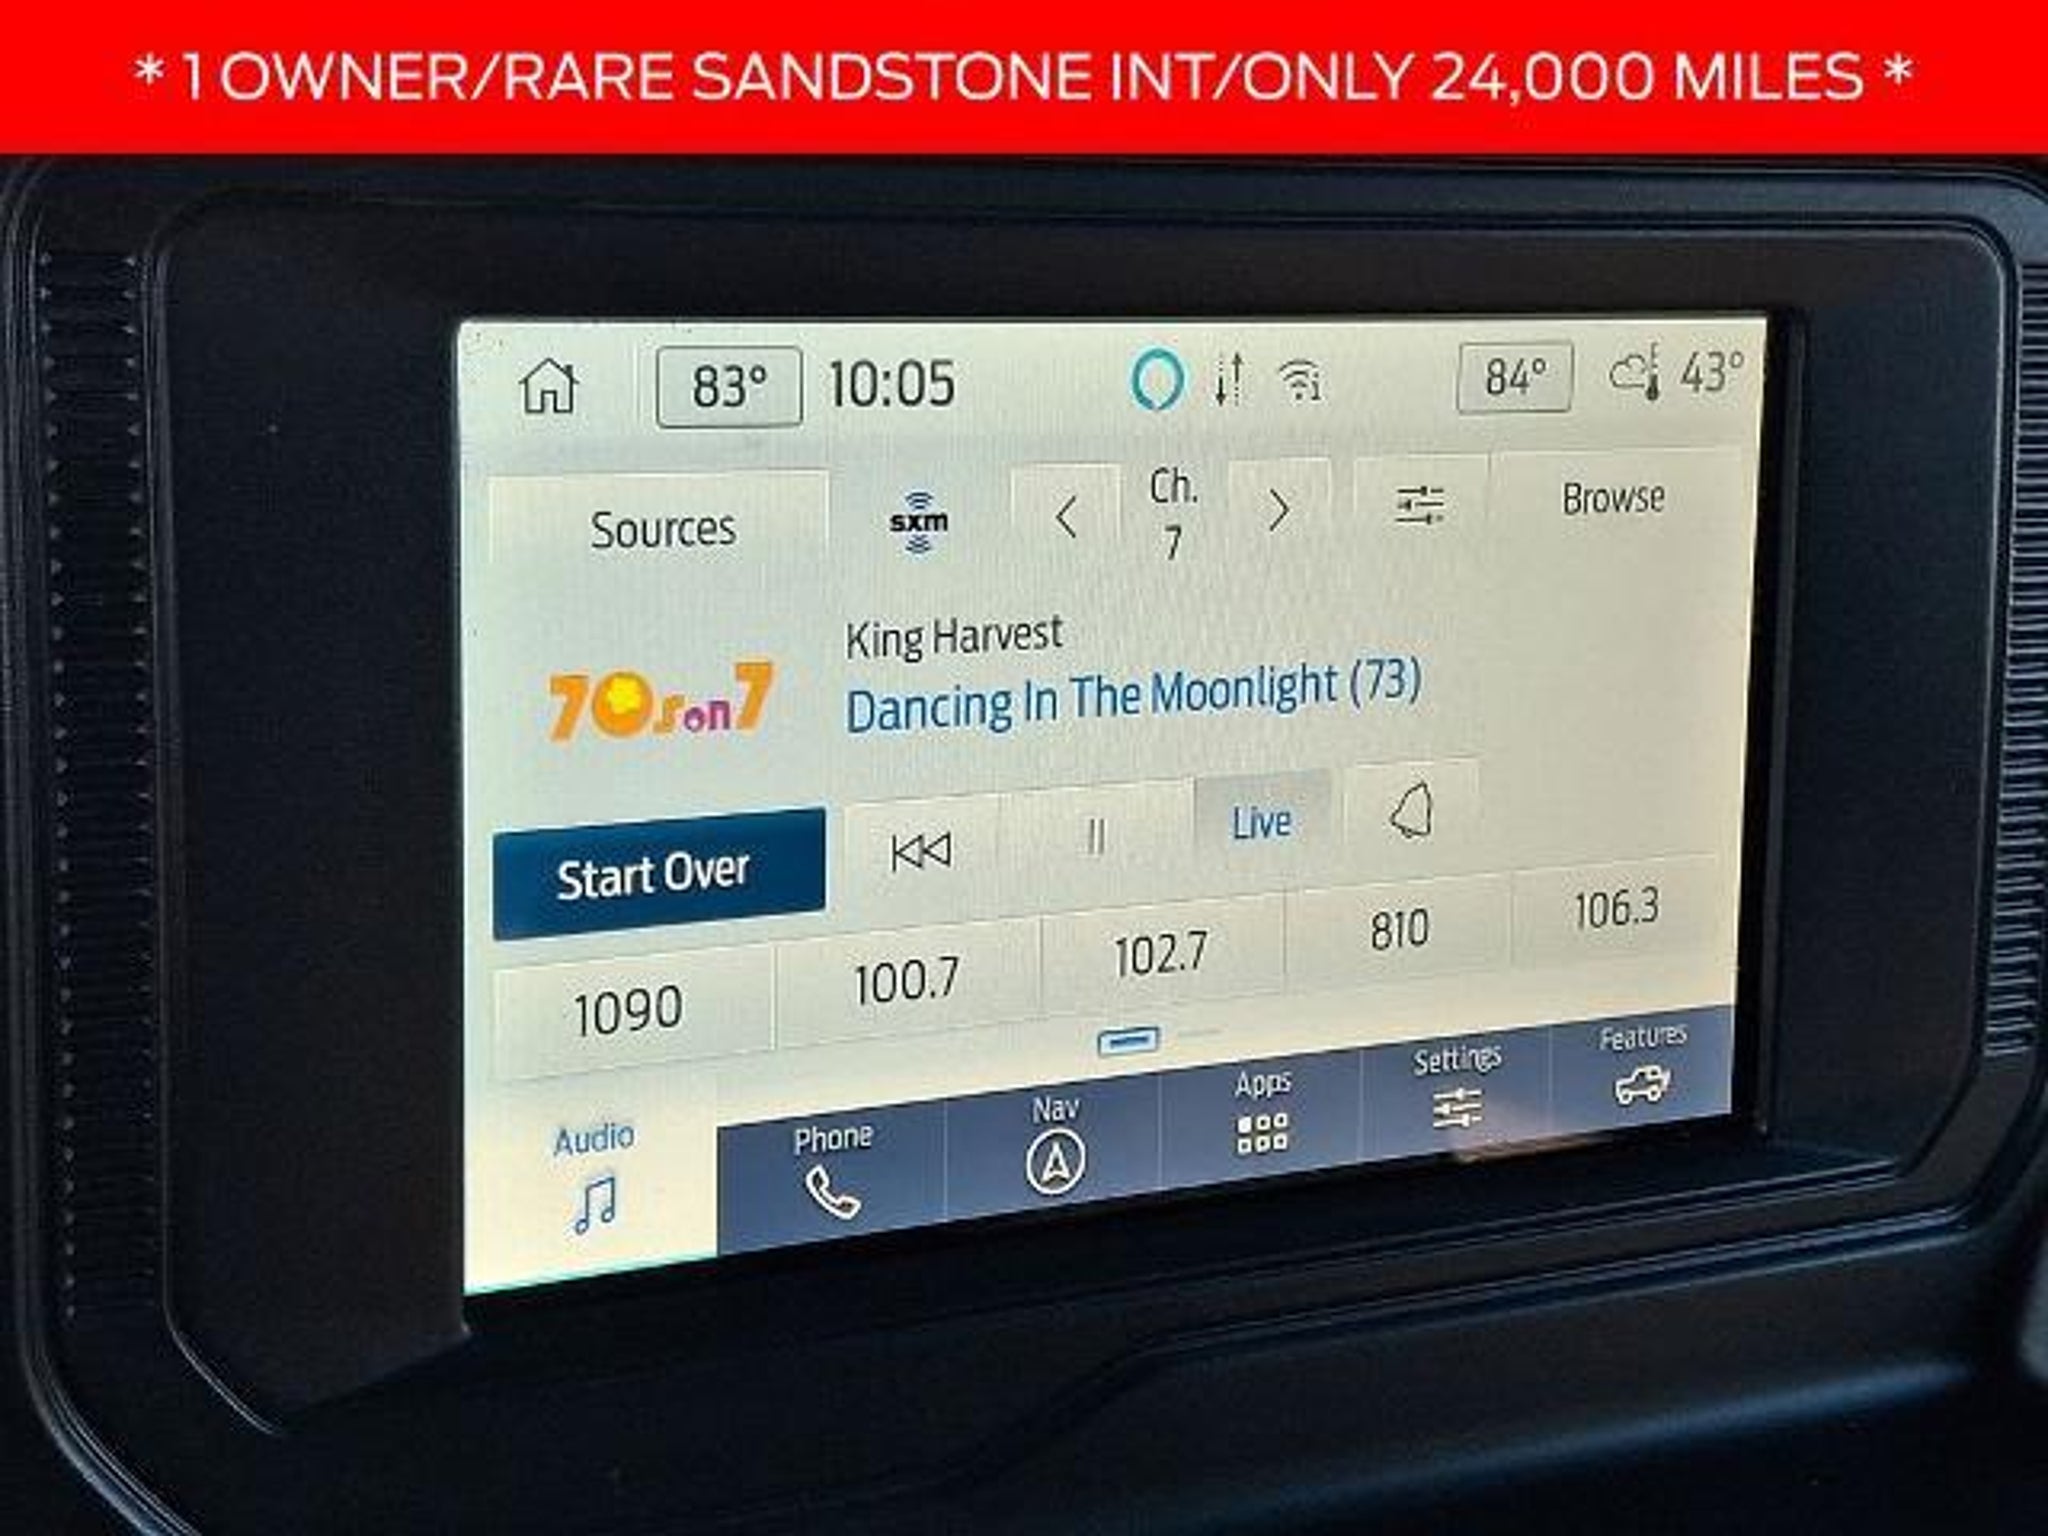 * 1 OWNER/RARE SANDSTONE INT/ONLY 24,000 MILES *
83° 10:05 84° 43°
Sources sxm Ch. 7 Browse
King Harvest
70s on 7 Dancing In The Moonlight (73)
Start Over Live
1090 100.7 102.7 810 106.3
Audio Phone Nav Apps Settings Features